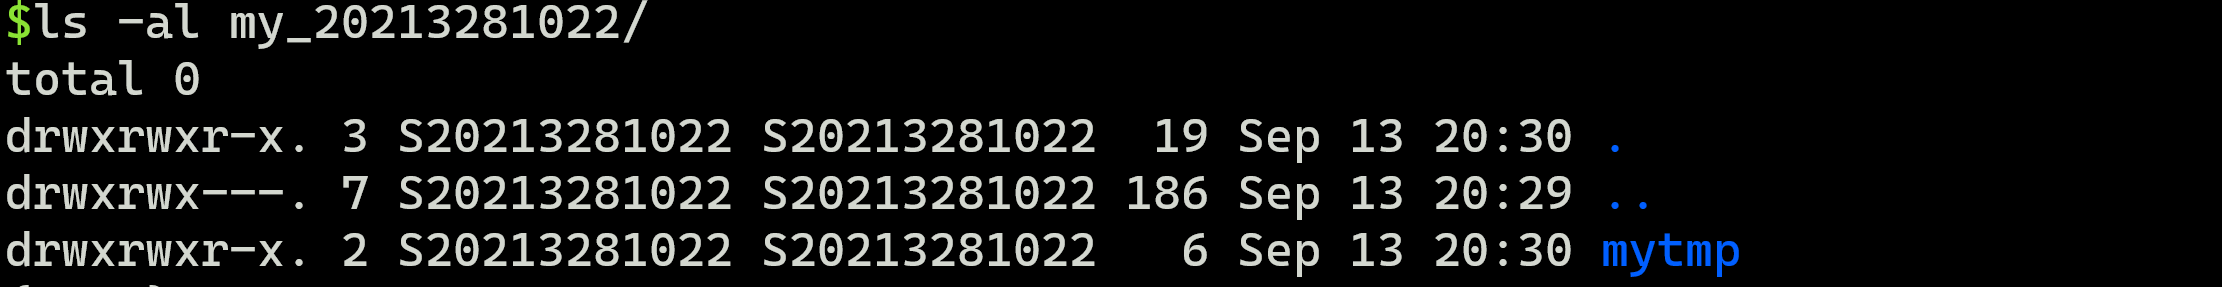 $ls -al my_20213281022/
total 0
drwxrwxr-x. 3 S20213281022 S20213281022  19 Sep 13 20:30 .
drwxrwx---. 7 S20213281022 S20213281022 186 Sep 13 20:29 ..
drwxrwxr-x. 2 S20213281022 S20213281022   6 Sep 13 20:30 mytmp